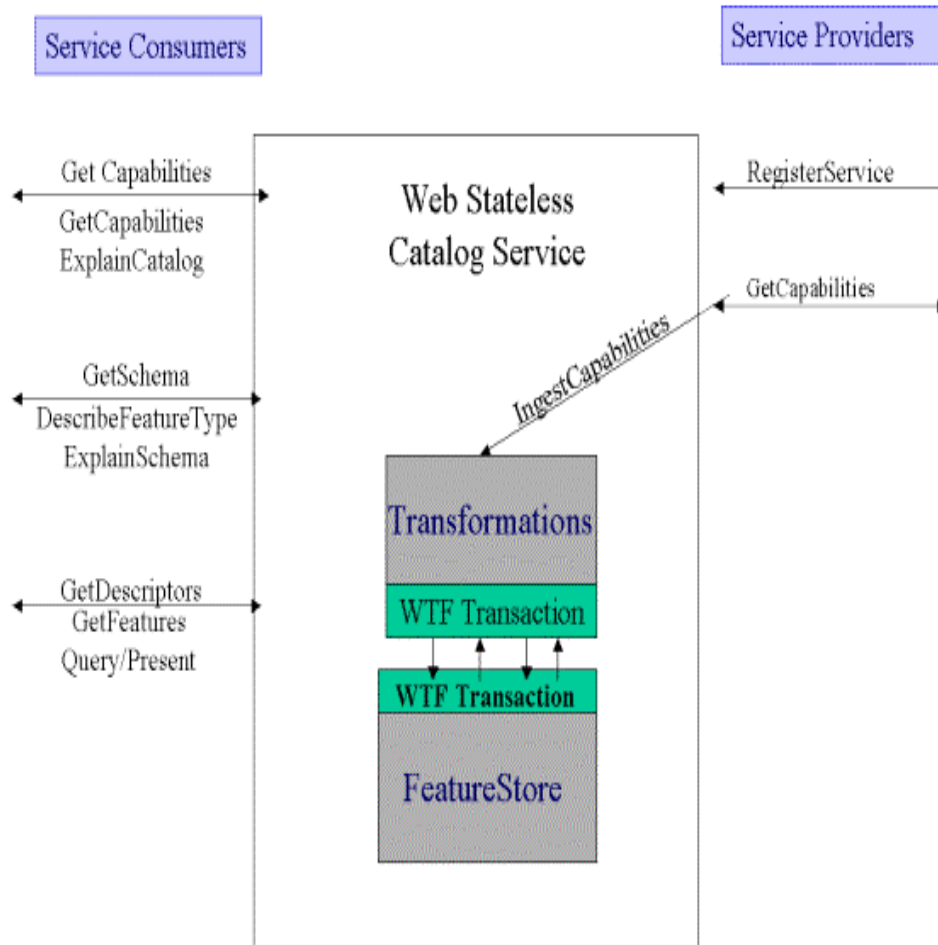 Service Consumers
Service Providers
Get Capabilities
GetCapabilities
ExplainCatalog
GetSchema
DescribeFeatureType
ExplainSchema
GetDescriptors
GetFeatures
Query/Present
Web Stateless
Catalog Service
RegisterService
GetCapabilities
IngestCapabilities
Transformations
WTF Transaction
WTF Transaction
FeatureStore